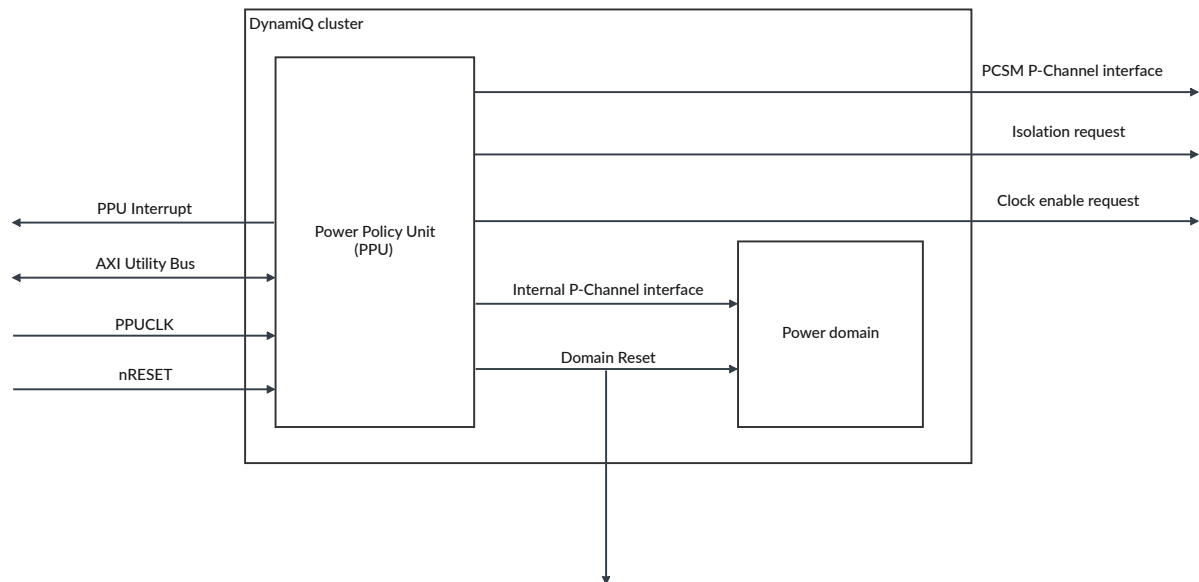 DynamiQ cluster
PCSM P-Channel interface
Isolation request
Clock enable request
PPU Interrupt
Power Policy Unit
(PPU)
AXI Utility Bus
Internal P-Channel interface
PPUCLK
Power domain
Domain Reset
nRESET